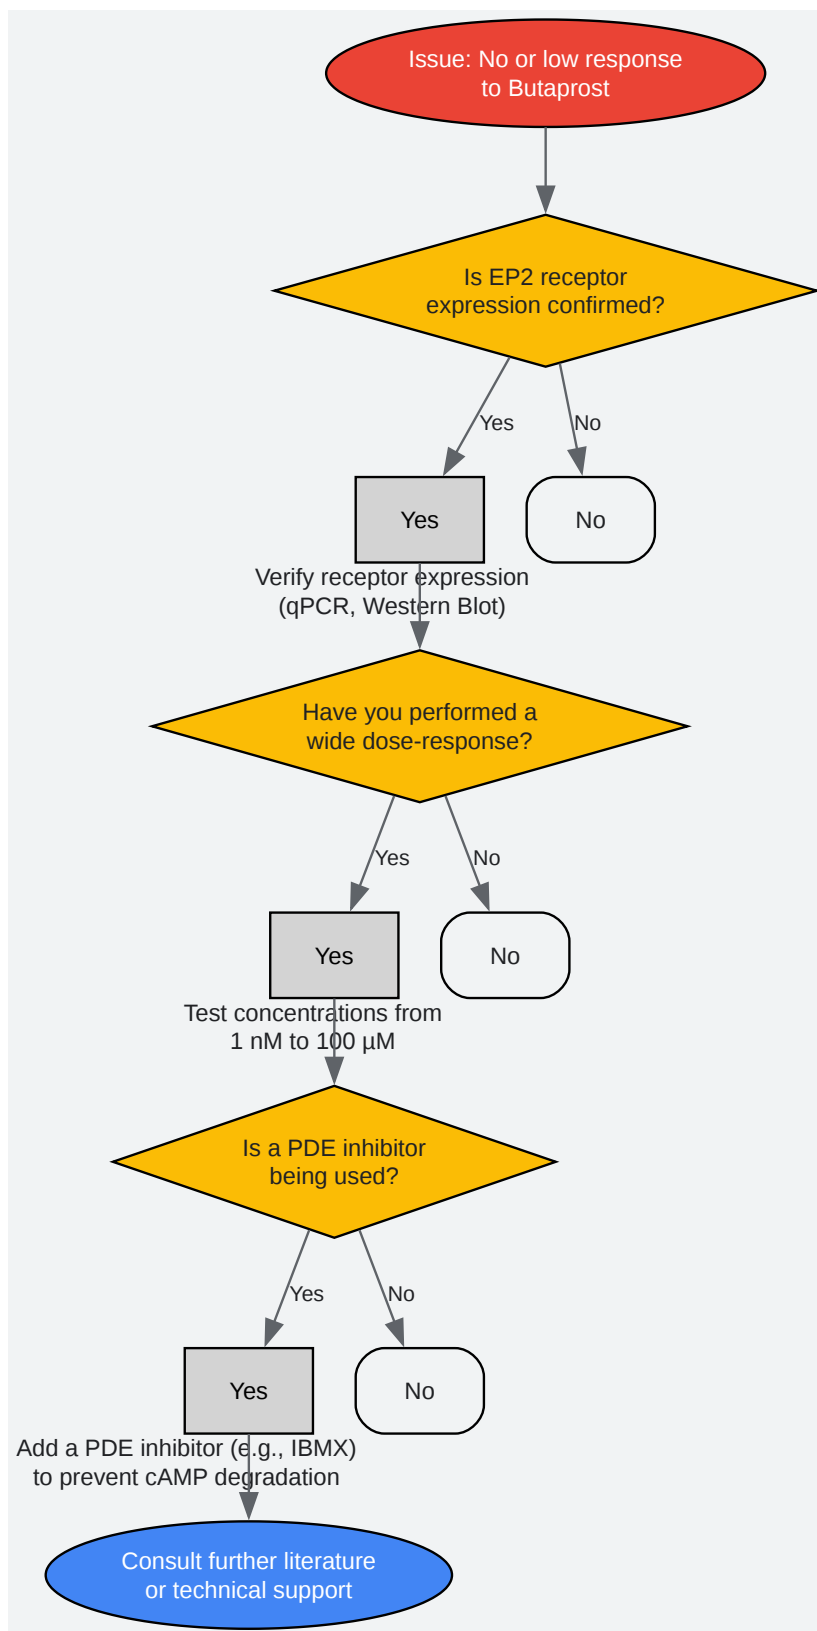 Issue: No or low response
to Butaprost
Is EP2 receptor
expression confirmed?
Yes
No
Yes
No
Verify receptor expression
(qPCR, Western Blot)
Have you performed a
wide dose-response?
Yes
No
Yes
No
Test concentrations from
1 nM to 100 µM
Is a PDE inhibitor
being used?
Yes
No
Yes
No
Add a PDE inhibitor (e.g., IBMX)
to prevent cAMP degradation
Consult further literature
or technical support